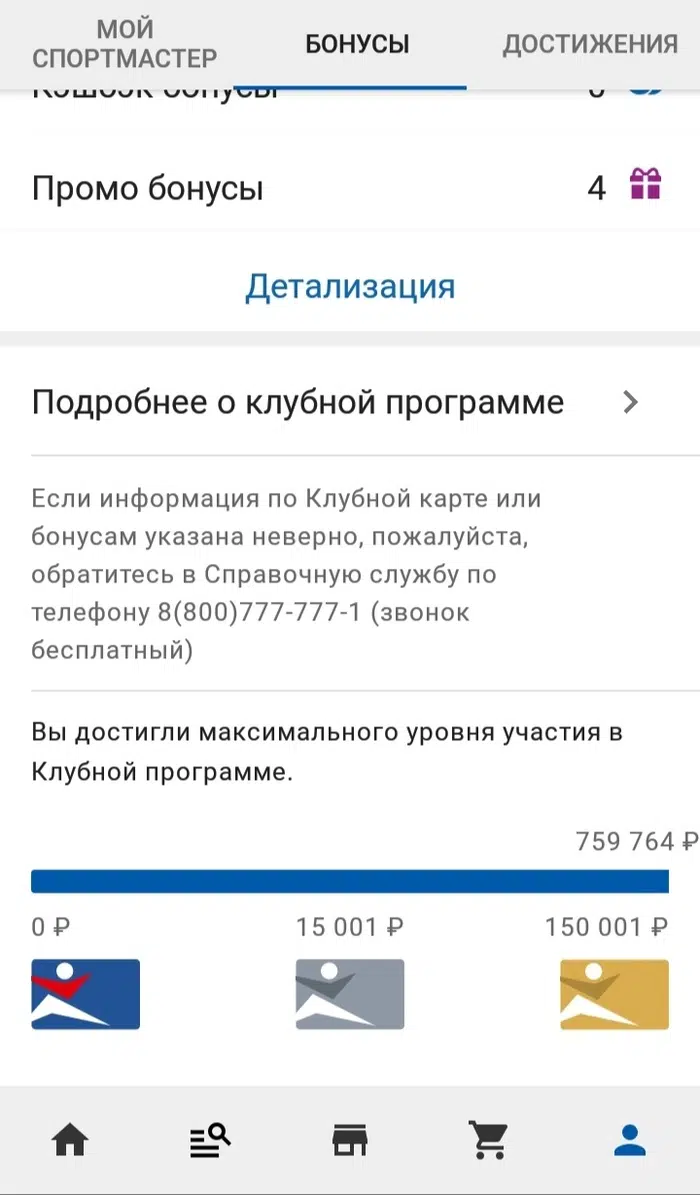 МОЙ
СПОРТМАСТЕР
БОНУСЫ
ДОСТИЖЕНИЯ
Кэшбэк бонусы
Промо бонусы 4
Детализация
Подробнее о клубной программе
Если информация по Клубной карте или
бонусам указана неверно, пожалуйста,
обратитесь в Справочную службу по
телефону 8(800)777-777-1 (звонок
бесплатный)
Вы достигли максимального уровня участия в
Клубной программе.
759 764 ₽
0 ₽ 15 001 ₽ 150 001 ₽